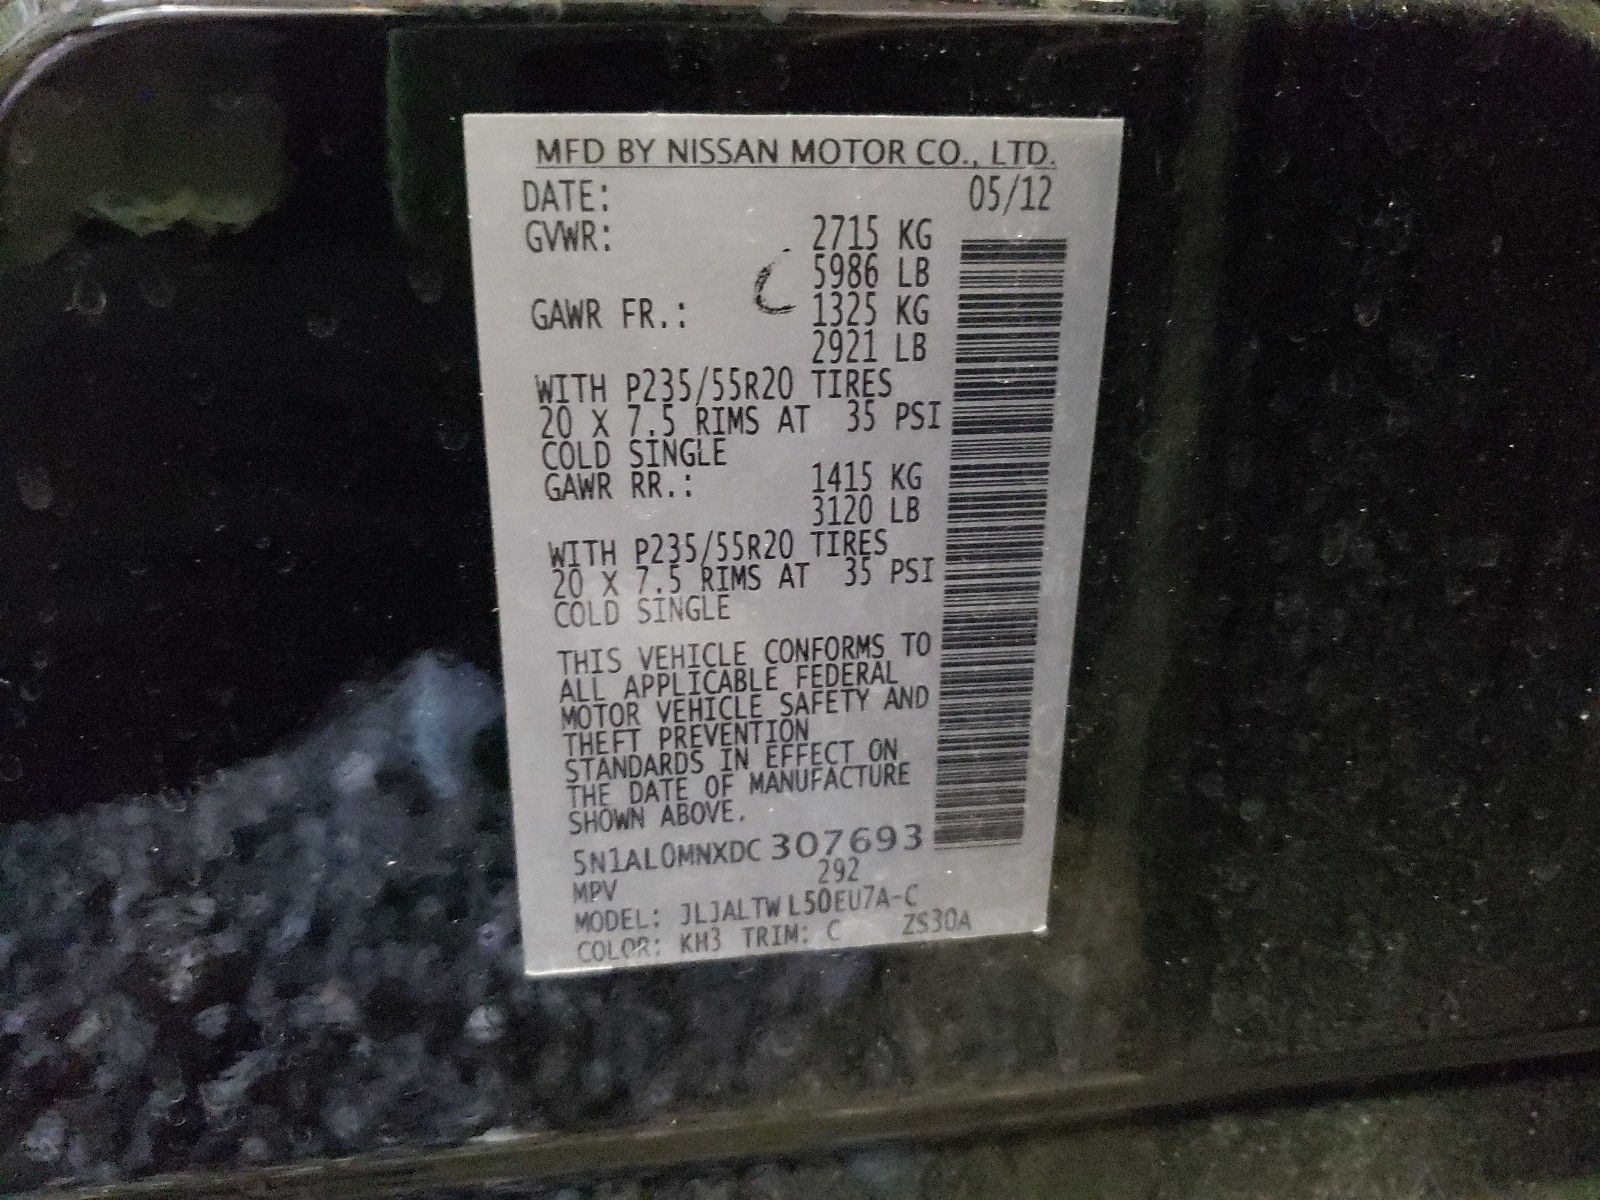 MFD BY NISSAN MOTOR CO., LTD.
DATE: 05/12
GVWR: 2715 KG
5986 LB
GAWR FR.: 1325 KG
2921 LB
WITH P235/55R20 TIRES
20 X 7.5 RIMS AT 35 PSI
COLD SINGLE
GAWR RR.: 1415 KG
3120 LB
WITH P235/55R20 TIRES
20 X 7.5 RIMS AT 35 PSI
COLD SINGLE
THIS VEHICLE CONFORMS TO
ALL APPLICABLE FEDERAL
MOTOR VEHICLE SAFETY AND
THEFT PREVENTION
STANDARDS IN EFFECT ON
THE DATE OF MANUFACTURE
SHOWN ABOVE.
5N1AL0MNXDC 307693
MPV 292
MODEL: JLJALTW L50EU7A-C
COLOR: KH3 TRIM: C ZS30A